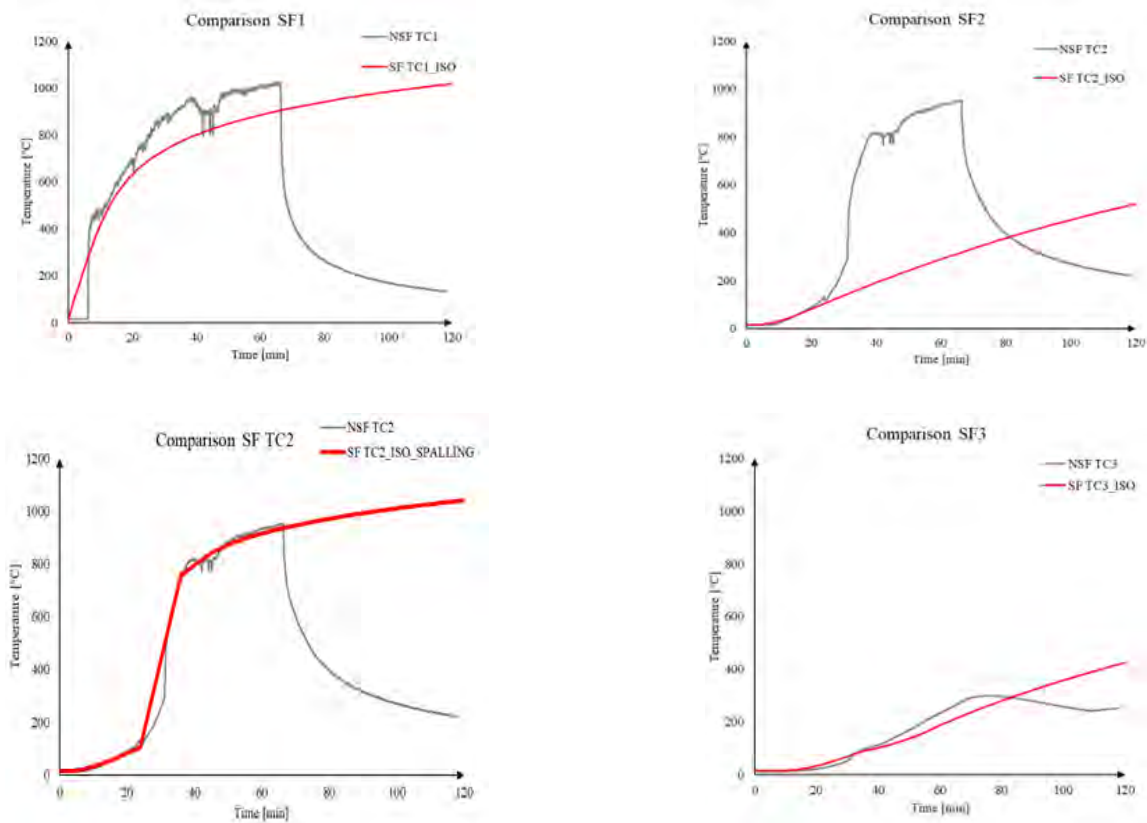 Comparison SF1
NSF TC1
SF TC1_ISO
1200
1000
800
600
400
200
0
Temperature [°C]
0 20 40 60 80 100 120
Time [min]
Comparison SF2
NSF TC2
SF TC2_ISO
1200
1000
800
600
400
200
0
Temperature [°C]
0 20 40 60 80 100 120
Time [min]
Comparison SF TC2
NSF TC2
SF TC2_ISO_SPALLING
1200
1000
800
600
400
200
0
Temperature [°C]
0 20 40 60 80 100 120
Time [min]
Comparison SF3
NSF TC3
SF TC3_ISO
1200
1000
800
600
400
200
0
Temperature [°C]
0 20 40 60 80 100 120
Time [min]